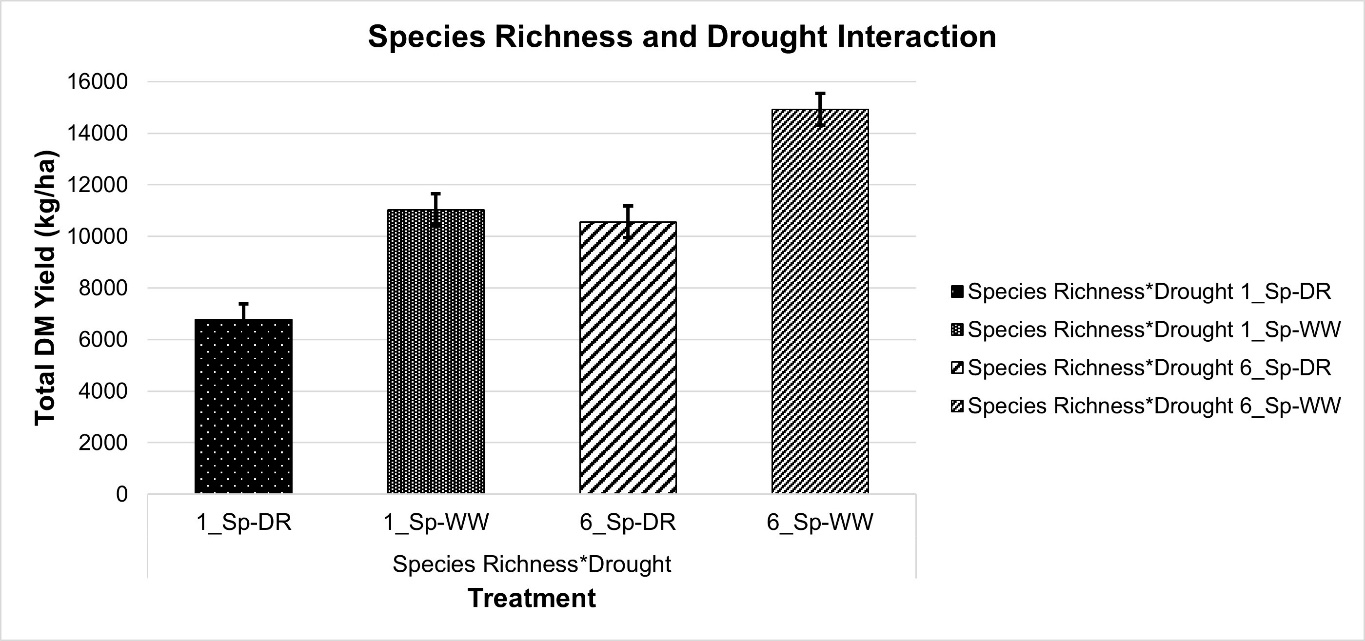 Species Richness and Drought Interaction
Total DM Yield (kg/ha)
16000
14000
12000
10000
8000
6000
4000
2000
0
1_Sp-DR 1_Sp-WW 6_Sp-DR 6_Sp-WW
Species Richness*Drought
Treatment
Species Richness*Drought 1_Sp-DR
Species Richness*Drought 1_Sp-WW
Species Richness*Drought 6_Sp-DR
Species Richness*Drought 6_Sp-WW